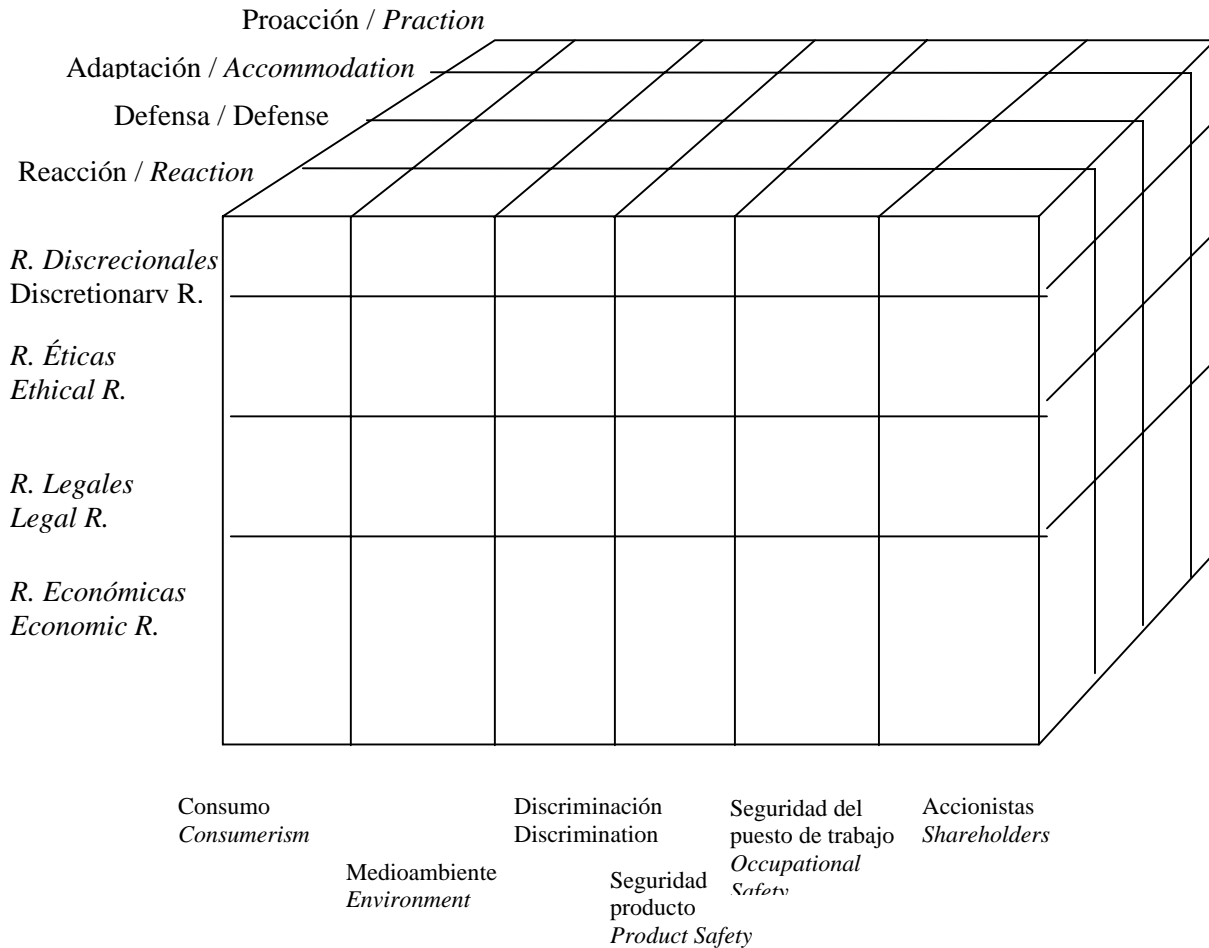 Proacción / Praction
Adaptación / Accommodation
Defensa / Defense
Reacción / Reaction
R. Discrecionales
Discretionary R.
R. Éticas
Ethical R.
R. Legales
Legal R.
R. Económicas
Economic R.
Consumo
Consumerism
Medioambiente
Environment
Discriminación
Discrimination
Seguridad
producto
Product Safety
Seguridad del
puesto de trabajo
Occupational
Safety
Accionistas
Shareholders